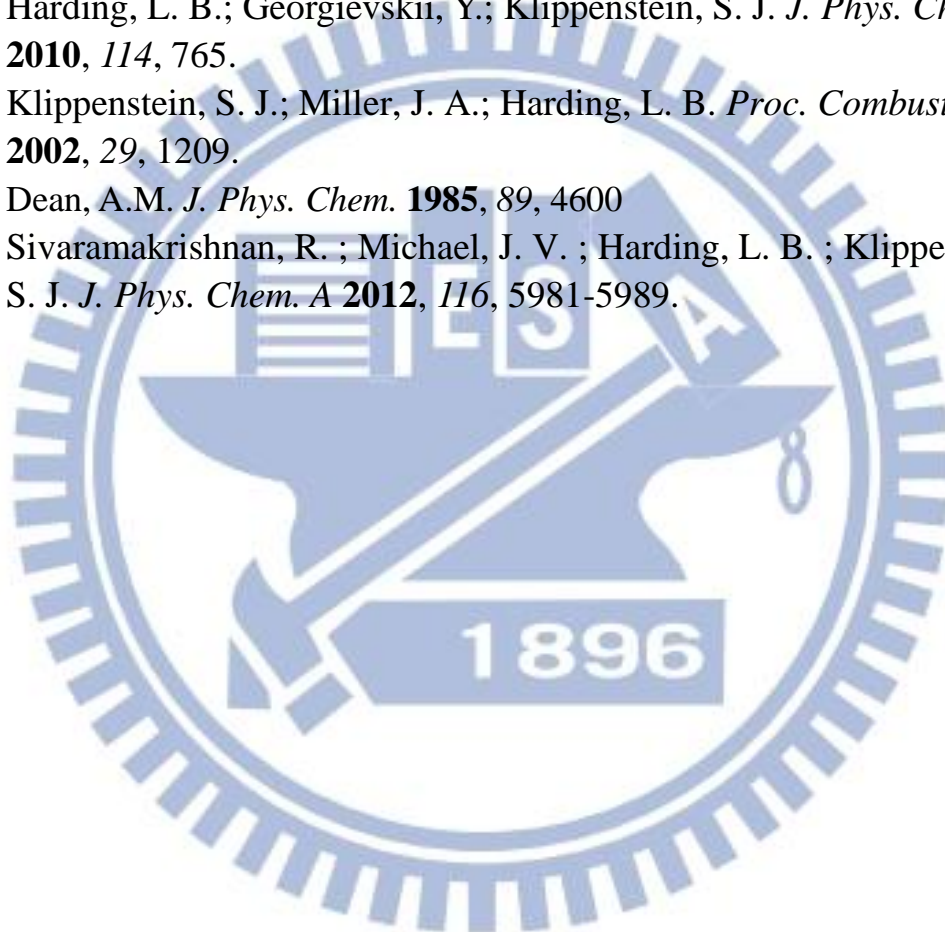 Harding, L. B.; Georgievskii, Y.; Klippenstein, S. J. J. Phys. Ch
2010, 114, 765.
Klippenstein, S. J.; Miller, J. A.; Harding, L. B. Proc. Combust
2002, 29, 1209.
Dean, A.M. J. Phys. Chem. 1985, 89, 4600
Sivaramakrishnan, R. ; Michael, J. V. ; Harding, L. B. ; Klippe
S. J. J. Phys. Chem. A 2012, 116, 5981-5989.
E S A
1896